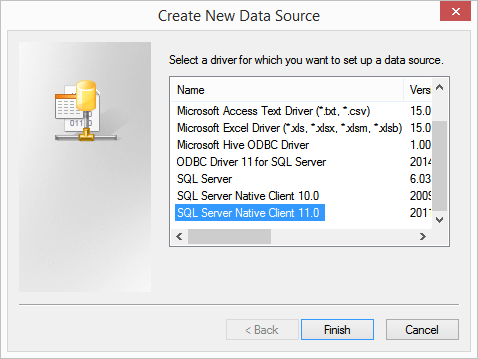 Create New Data Source
Select a driver for which you want to set up a data source.
Name Vers
Microsoft Access Text Driver (*.txt, *.csv) 15.0
Microsoft Excel Driver (*.xls, *.xlsx, *.xlsm, *.xlsb) 15.0
Microsoft Hive ODBC Driver 1.00
ODBC Driver 11 for SQL Server 2014
SQL Server 6.03
SQL Server Native Client 10.0 2009
SQL Server Native Client 11.0 2011
< Back Finish Cancel